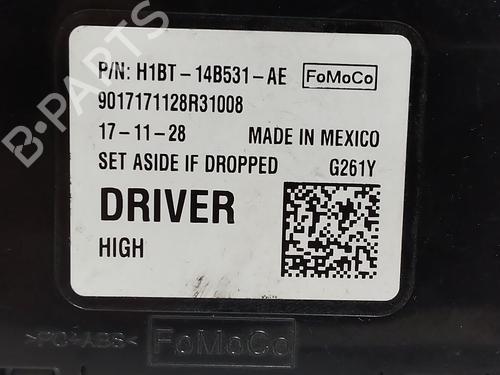 P/N: H1BT-14B531-AE FoMoCo
9017171128R31008
17-11-28 MADE IN MEXICO
SET ASIDE IF DROPPED G261Y
DRIVER
HIGH
>PC+ABS<
FoMoCo
B-PARTS